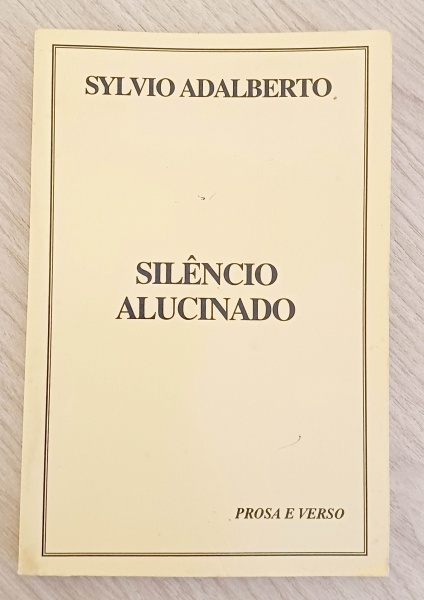 SYLVIO ADALBERTO
SILÊNCIO
ALUCINADO
PROSA E VERSO